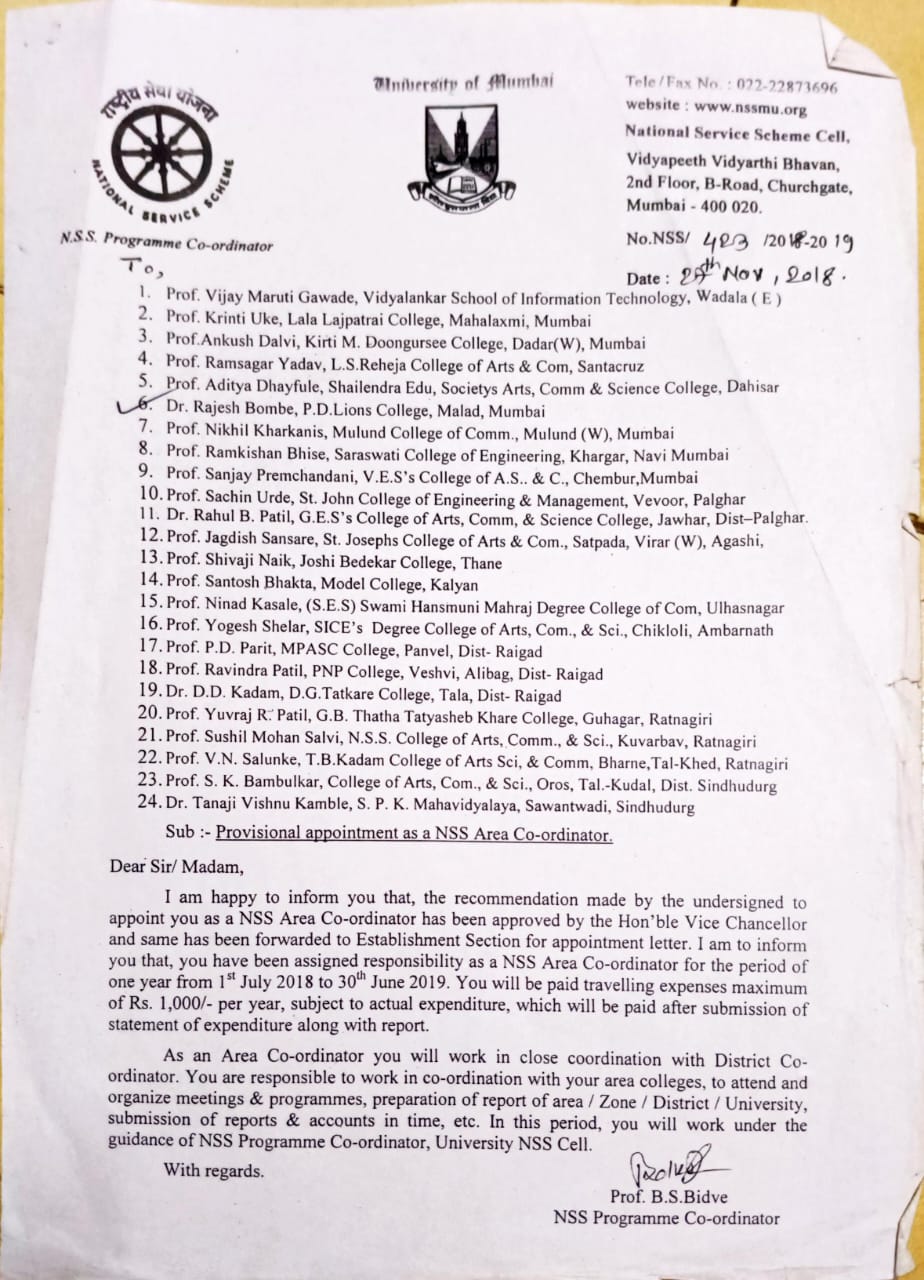 राष्ट्रीय सेवा योजना
NATIONAL SERVICE SCHEME
N.S.S. Programme Co-ordinator
University of Mumbai
Tele/Fax No. : 022-22873696
website : www.nssmu.org
National Service Scheme Cell,
Vidyapeeth Vidyarthi Bhavan,
2nd Floor, B-Road, Churchgate,
Mumbai - 400 020.
No.NSS/ 423 /2018-2019
Date : 27th Nov, 2018.
To,
1. Prof. Vijay Maruti Gawade, Vidyalankar School of Information Technology, Wadala ( E )
2. Prof. Krinti Uke, Lala Lajpatrai College, Mahalaxmi, Mumbai
3. Prof.Ankush Dalvi, Kirti M. Doongursee College, Dadar(W), Mumbai
4. Prof. Ramsagar Yadav, L.S.Reheja College of Arts & Com, Santacruz
5. Prof. Aditya Dhayfule, Shailendra Edu, Societys Arts, Comm & Science College, Dahisar
6. Dr. Rajesh Bombe, P.D.Lions College, Malad, Mumbai
7. Prof. Nikhil Kharkanis, Mulund College of Comm., Mulund (W), Mumbai
8. Prof. Ramkishan Bhise, Saraswati College of Engineering, Khargar, Navi Mumbai
9. Prof. Sanjay Premchandani, V.E.S's College of A.S.. & C., Chembur,Mumbai
10. Prof. Sachin Urde, St. John College of Engineering & Management, Vevoor, Palghar
11. Dr. Rahul B. Patil, G.E.S's College of Arts, Comm, & Science College, Jawhar, Dist–Palghar.
12. Prof. Jagdish Sansare, St. Josephs College of Arts & Com., Satpada, Virar (W), Agashi,
13. Prof. Shivaji Naik, Joshi Bedekar College, Thane
14. Prof. Santosh Bhakta, Model College, Kalyan
15. Prof. Ninad Kasale, (S.E.S) Swami Hansmuni Mahraj Degree College of Com, Ulhasnagar
16. Prof. Yogesh Shelar, SICE's Degree College of Arts, Com., & Sci., Chikloli, Ambarnath
17. Prof. P.D. Parit, MPASC College, Panvel, Dist- Raigad
18. Prof. Ravindra Patil, PNP College, Veshvi, Alibag, Dist- Raigad
19. Dr. D.D. Kadam, D.G.Tatkare College, Tala, Dist- Raigad
20. Prof. Yuvraj R. Patil, G.B. Thatha Tatyasheb Khare College, Guhagar, Ratnagiri
21. Prof. Sushil Mohan Salvi, N.S.S. College of Arts, Comm., & Sci., Kuvarbav, Ratnagiri
22. Prof. V.N. Salunke, T.B.Kadam College of Arts Sci, & Comm, Bharne,Tal-Khed, Ratnagiri
23. Prof. S. K. Bambulkar, College of Arts, Com., & Sci., Oros, Tal.-Kudal, Dist. Sindhudurg
24. Dr. Tanaji Vishnu Kamble, S. P. K. Mahavidyalaya, Sawantwadi, Sindhudurg
Sub :- Provisional appointment as a NSS Area Co-ordinator.
Dear Sir/ Madam,
I am happy to inform you that, the recommendation made by the undersigned to
appoint you as a NSS Area Co-ordinator has been approved by the Hon'ble Vice Chancellor
and same has been forwarded to Establishment Section for appointment letter. I am to inform
you that, you have been assigned responsibility as a NSS Area Co-ordinator for the period of
one year from 1st July 2018 to 30th June 2019. You will be paid travelling expenses maximum
of Rs. 1,000/- per year, subject to actual expenditure, which will be paid after submission of
statement of expenditure along with report.
As an Area Co-ordinator you will work in close coordination with District Co-
ordinator. You are responsible to work in co-ordination with your area colleges, to attend and
organize meetings & programmes, preparation of report of area / Zone / District / University,
submission of reports & accounts in time, etc. In this period, you will work under the
guidance of NSS Programme Co-ordinator, University NSS Cell.
With regards.
Prof. B.S.Bidve
NSS Programme Co-ordinator